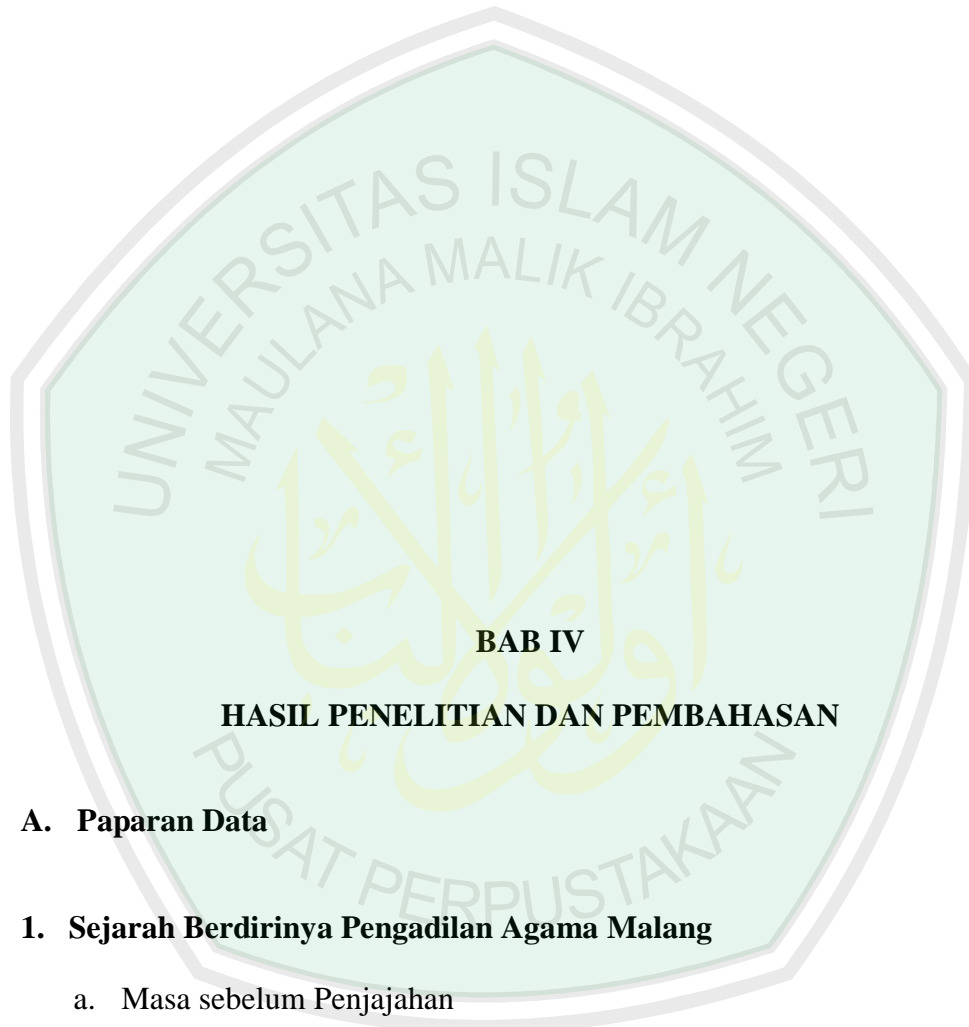 UNIVERSITAS ISLAM NEGERI
MAULANA MALIK IBRAHIM
BAB IV
HASIL PENELITIAN DAN PEMBAHASAN
A. Paparan Data
PUSAT PERPUSTAKAAN
1. Sejarah Berdirinya Pengadilan Agama Malang
a. Masa sebelum Penjajahan